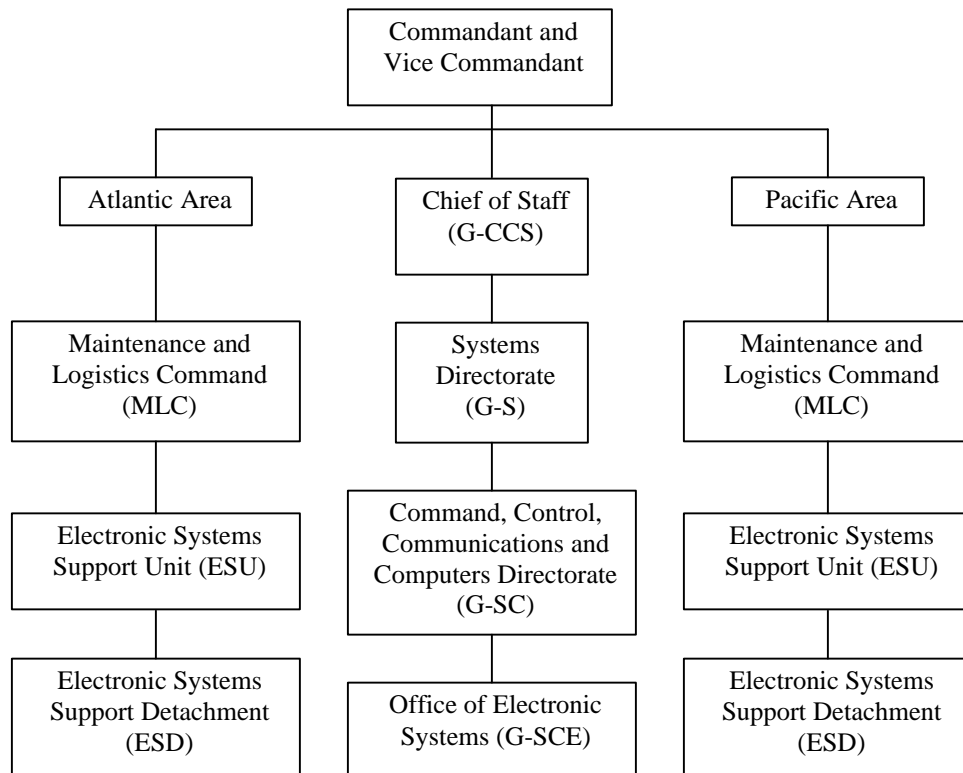 Commandant and
Vice Commandant
Atlantic Area
Chief of Staff
(G-CCS)
Pacific Area
Maintenance and
Logistics Command
(MLC)
Systems
Directorate
(G-S)
Maintenance and
Logistics Command
(MLC)
Electronic Systems
Support Unit (ESU)
Command, Control,
Communications and
Computers Directorate
(G-SC)
Electronic Systems
Support Unit (ESU)
Electronic Systems
Support Detachment
(ESD)
Office of Electronic
Systems (G-SCE)
Electronic Systems
Support Detachment
(ESD)